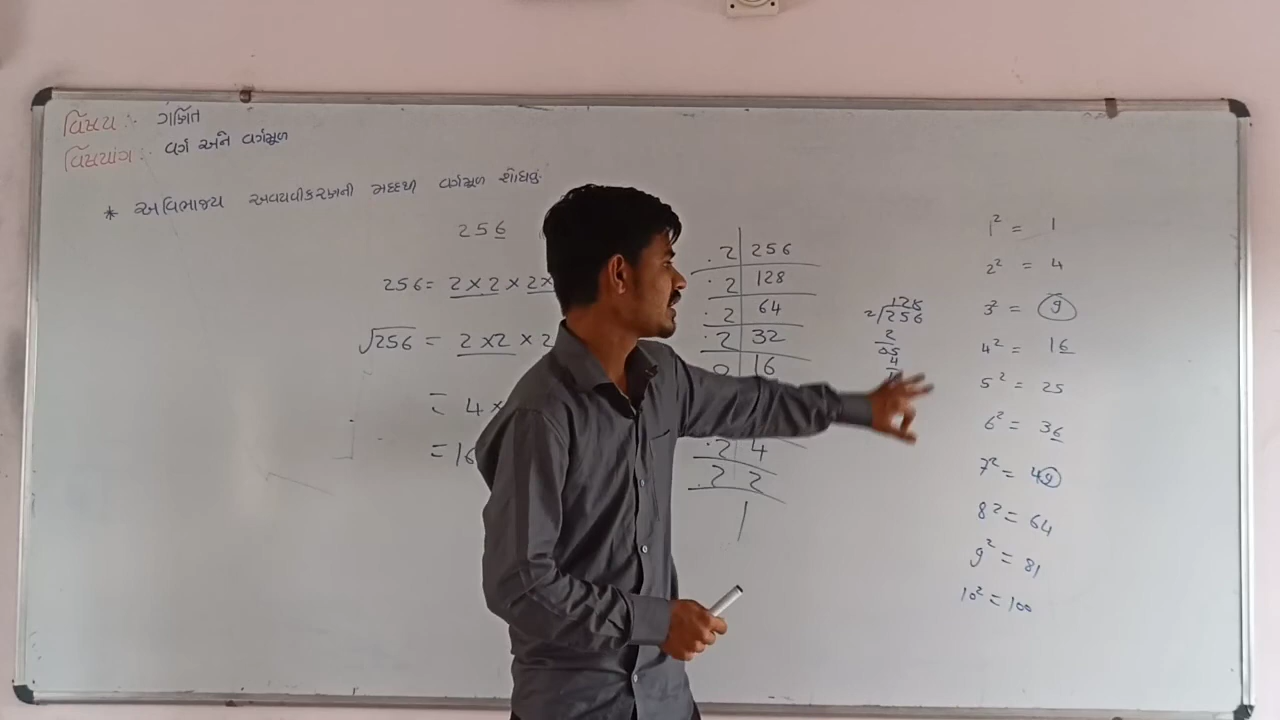 વિષય :- ગણિત
વિષયાંગ :- વર્ગ અને વર્ગમૂળ
* અવિભાજ્ય અવયવીકરણની મદદથી વર્ગમૂળ શોધવું
256
256 = 2 × 2 × 2 ×
√256 = 2 × 2 × 2
= 4 ×
= 16
2 | 256
2 | 128
2 | 64
2 | 32
16
2 | 4
2 | 2
1
128
2 / 256
2
05
4
1² = 1
2² = 4
3² = 9
4² = 16
5² = 25
6² = 36
7² = 49
8² = 64
9² = 81
10² = 100